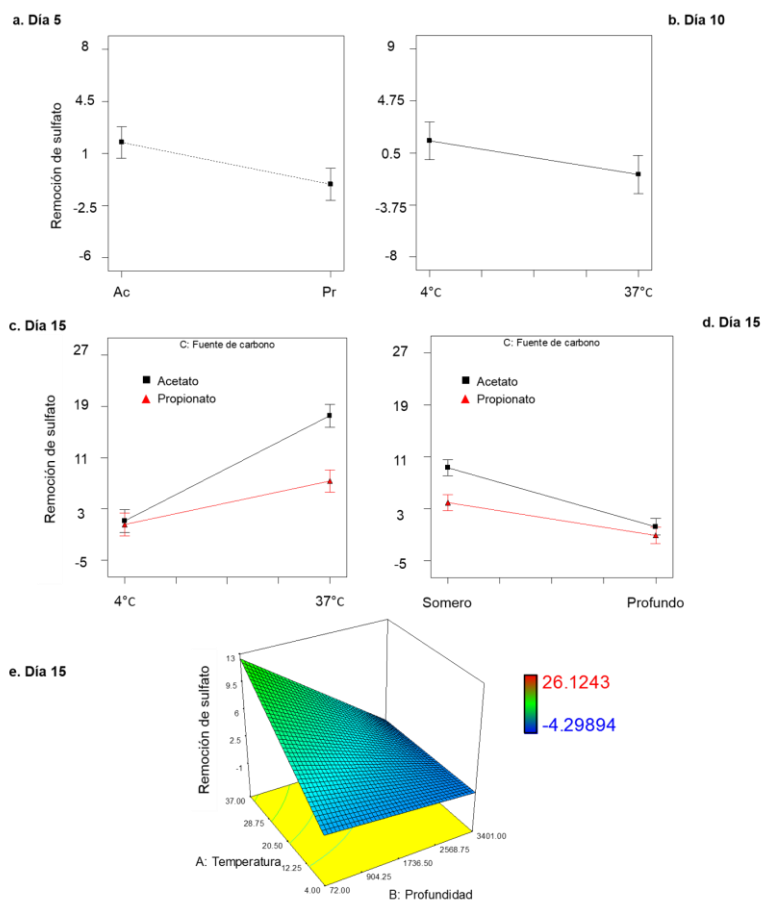 a. Día 5
b. Día 10
Remoción de sulfato
8
4.5
1
-2.5
-6
Ac
Pr
9
4.75
0.5
-3.75
-8
4°C
37°C
c. Día 15
d. Día 15
Remoción de sulfato
27
19
11
3
-5
C: Fuente de carbono
Acetato
Propionato
4°C
37°C
27
19
11
3
-5
C: Fuente de carbono
Acetato
Propionato
Somero
Profundo
e. Día 15
Remoción de sulfato
13
9.5
6
2.5
-1
37.00
28.75
20.50
12.25
4.00
A: Temperatura
72.00
904.25
1736.50
2568.75
3401.00
B: Profundidad
26.1243
-4.29894